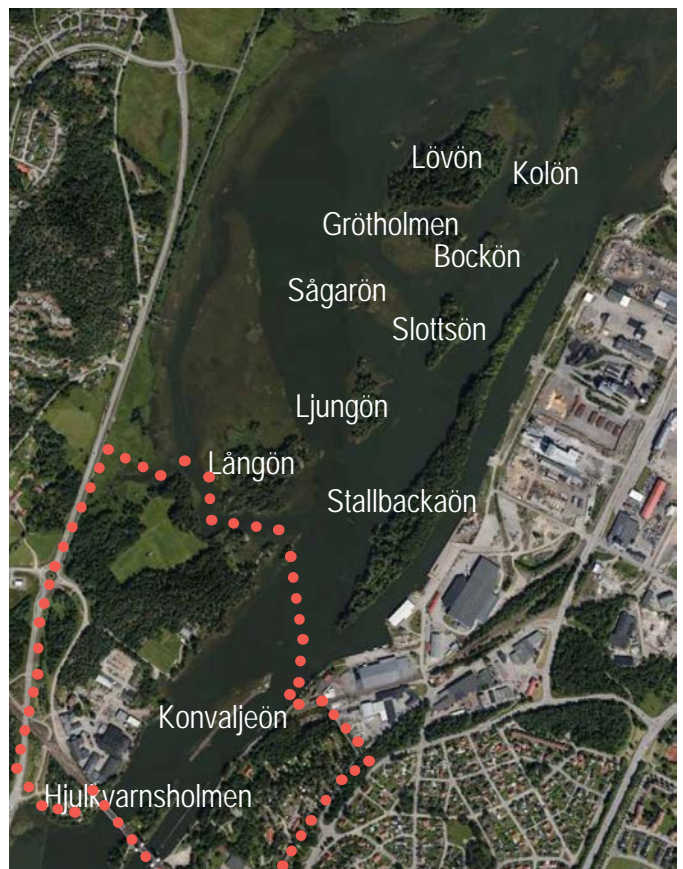 Lövön
Kolön
Grötholmen
Bockön
Sågarön
Slottsön
Ljungön
Långön
Stallbackaön
Konvaljeön
Hjulkvarnsholmen